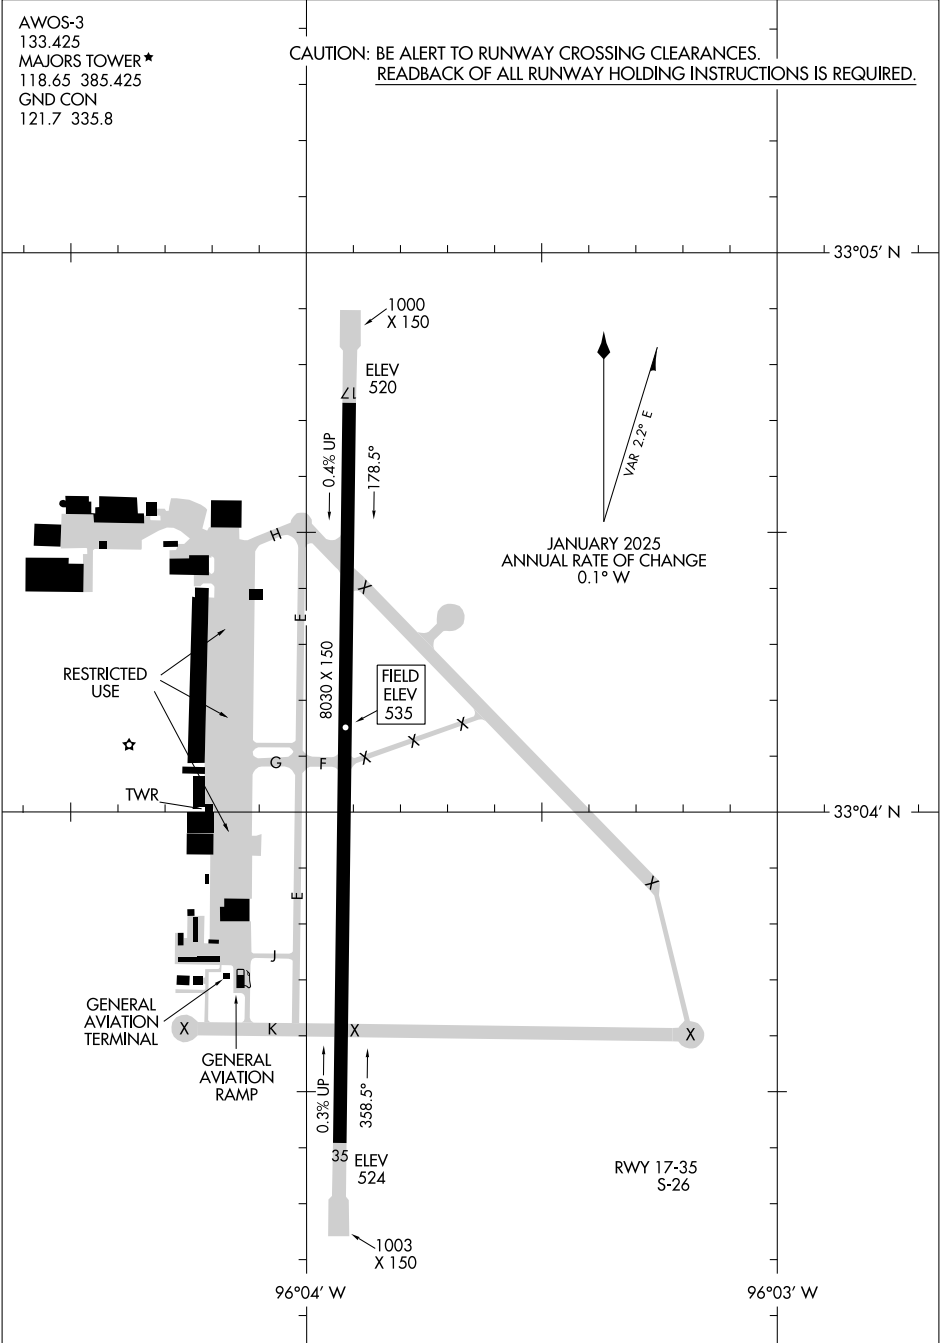 AWOS-3
133.425
MAJORS TOWER★
118.65 385.425
GND CON
121.7 335.8
CAUTION: BE ALERT TO RUNWAY CROSSING CLEARANCES.
READBACK OF ALL RUNWAY HOLDING INSTRUCTIONS IS REQUIRED.
33°05' N
1000
X 150
ELEV
520
17
0.4% UP
178.5°
VAR 2.2° E
JANUARY 2025
ANNUAL RATE OF CHANGE
0.1° W
H
X
E
8030 X 150
RESTRICTED
USE
FIELD
ELEV
535
X
X
X
G
F
TWR
33°04' N
X
E
J
GENERAL
AVIATION
TERMINAL
X
K
X
X
GENERAL
AVIATION
RAMP
0.3% UP
358.5°
35
ELEV
524
RWY 17-35
S-26
1003
X 150
96°04' W
96°03' W